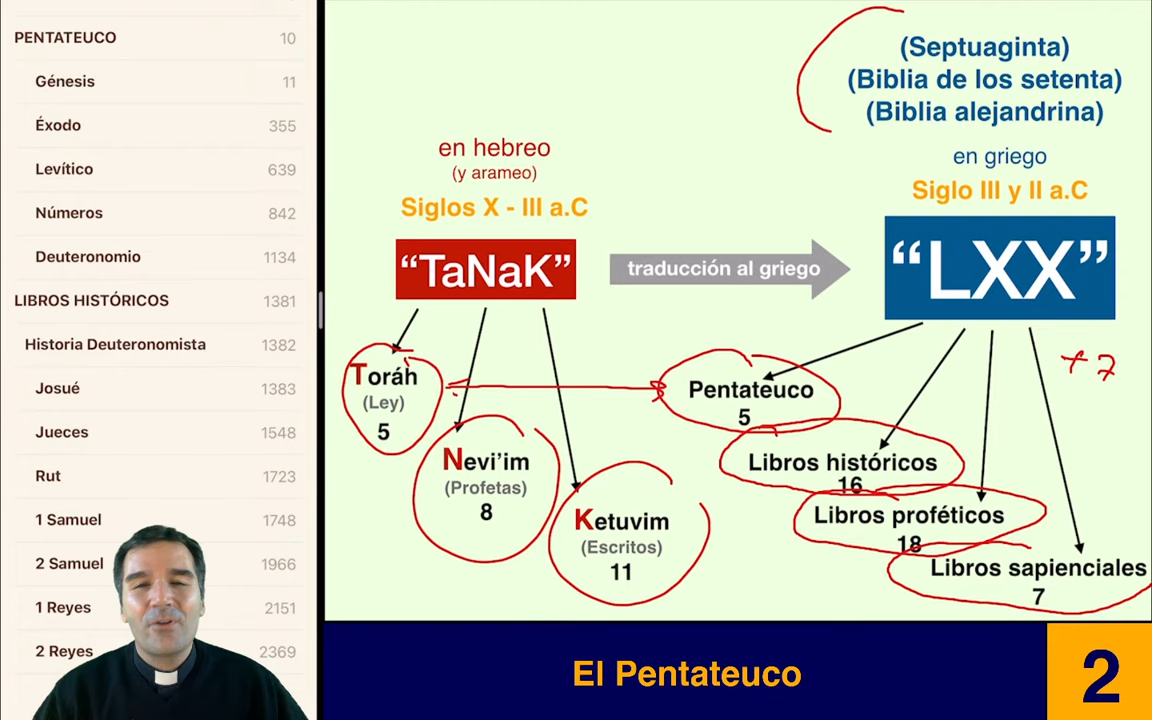 PENTATEUCO 10
Génesis 11
Éxodo 355
Levítico 639
Números 842
Deuteronomio 1134
LIBROS HISTÓRICOS 1381
Historia Deuteronomista 1382
Josué 1383
Jueces 1548
Rut 1723
1 Samuel 1748
2 Samuel 1966
1 Reyes 2151
2 Reyes 2369
(Septuaginta)
(Biblia de los setenta)
(Biblia alejandrina)
en hebreo
(y arameo)
Siglos X - III a.C
"TaNaK"
traducción al griego
en griego
Siglo III y II a.C
“LXX”
+7
Toráh
(Ley)
5
Nevi'im
(Profetas)
8
Ketuvim
(Escritos)
11
Pentateuco
5
Libros históricos
16
Libros proféticos
18
Libros sapienciales
7
El Pentateuco
2